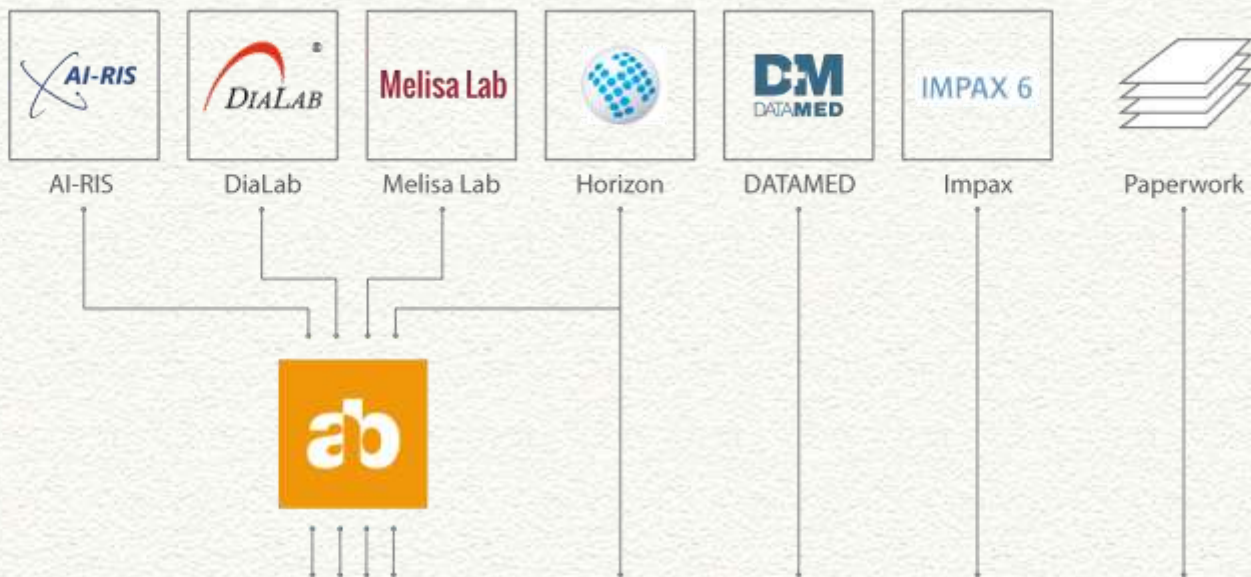 AI-RIS
DIALAB ®
Melisa Lab
DM
DATAMED
IMPAX 6
AI-RIS
DiaLab
Melisa Lab
Horizon
DATAMED
Impax
Paperwork
ab